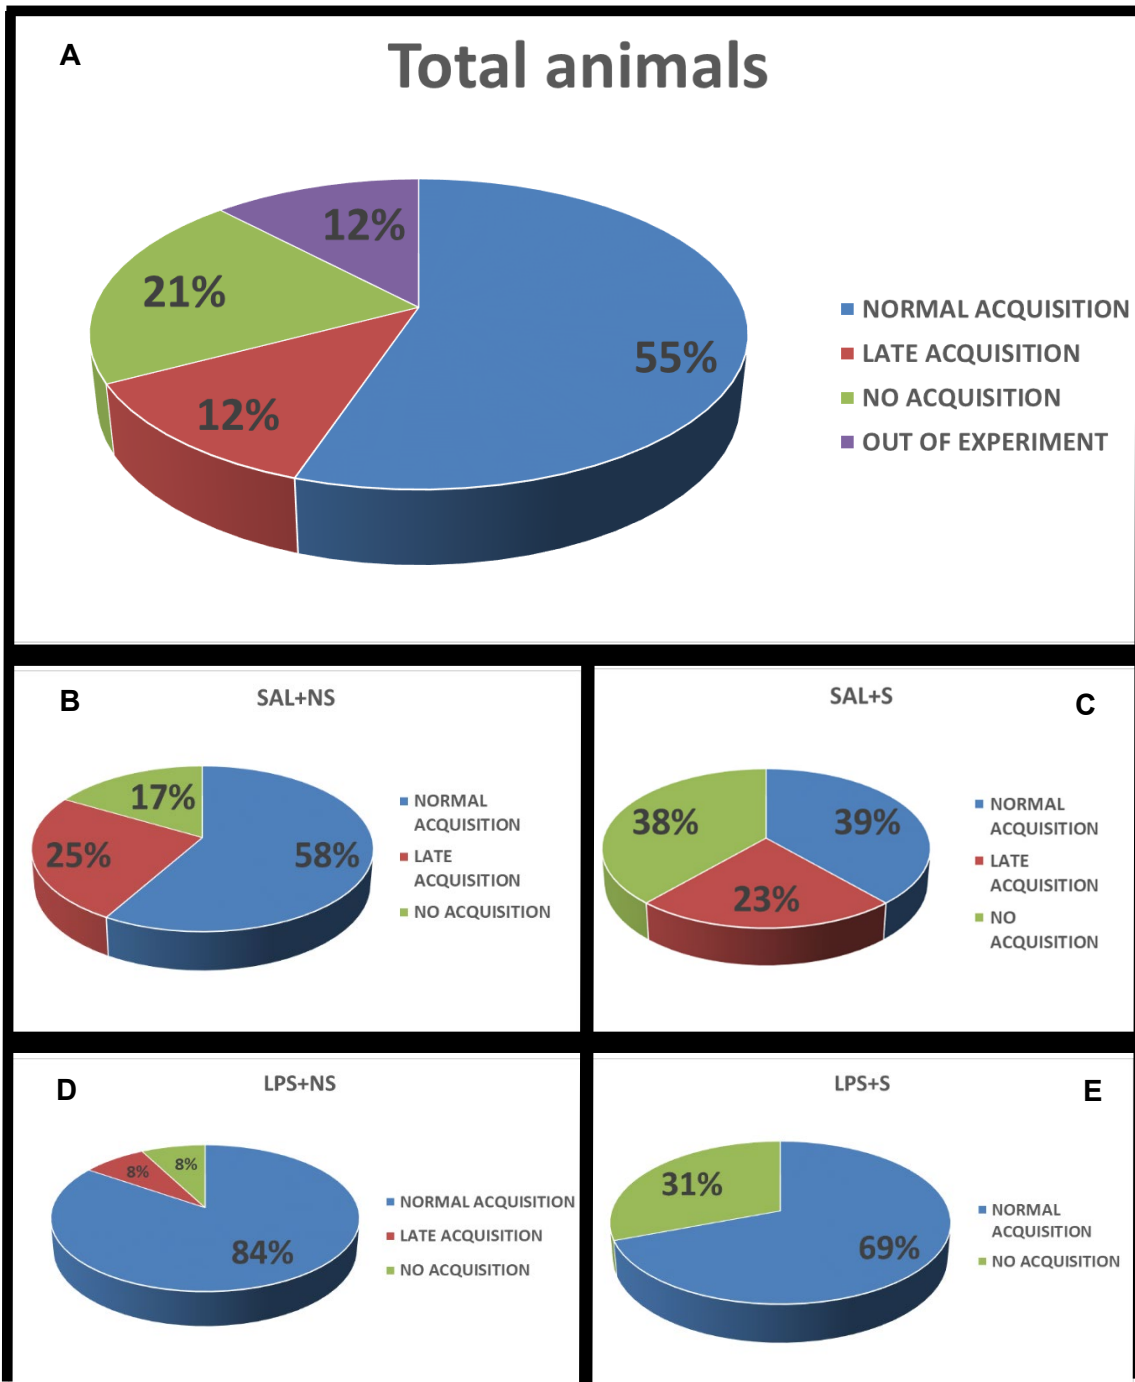 A
Total animals
12%
21%
55%
12%
NORMAL ACQUISITION
LATE ACQUISITION
NO ACQUISITION
OUT OF EXPERIMENT
B
SAL+NS
17%
25%
58%
NORMAL
ACQUISITION
LATE
ACQUISITION
NO ACQUISITION
SAL+S
C
38%
39%
23%
NORMAL
ACQUISITION
LATE
ACQUISITION
NO
ACQUISITION
D
LPS+NS
8%
8%
84%
NORMAL ACQUISITION
LATE ACQUISITION
NO ACQUISITION
LPS+S
E
31%
69%
NORMAL
ACQUISITION
NO ACQUISITION